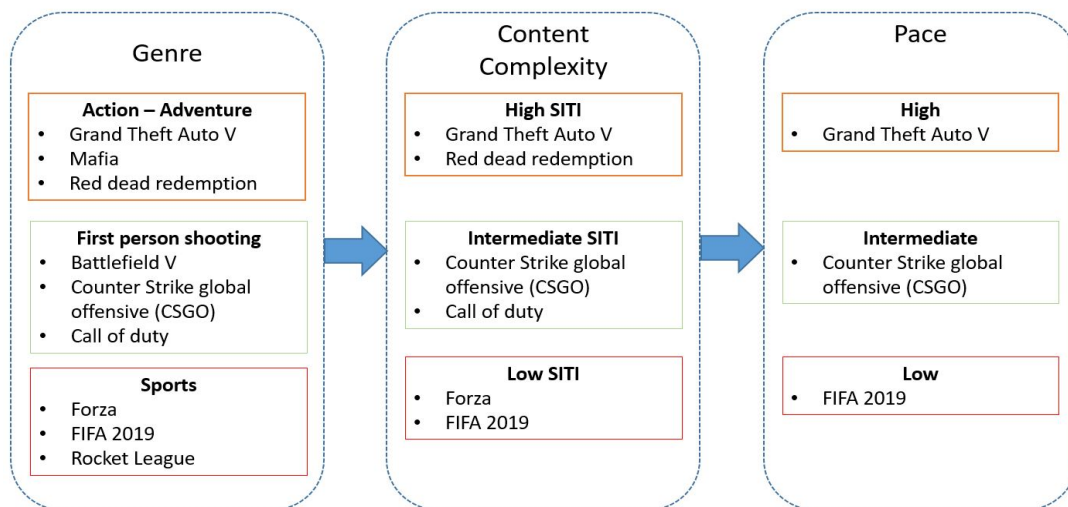 Genre
Action – Adventure
• Grand Theft Auto V
• Mafia
• Red dead redemption
First person shooting
• Battlefield V
• Counter Strike global
offensive (CSGO)
• Call of duty
Sports
• Forza
• FIFA 2019
• Rocket League
Content
Complexity
High SITI
• Grand Theft Auto V
• Red dead redemption
Intermediate SITI
• Counter Strike global
offensive (CSGO)
• Call of duty
Low SITI
• Forza
• FIFA 2019
Pace
High
• Grand Theft Auto V
Intermediate
• Counter Strike global
offensive (CSGO)
Low
• FIFA 2019